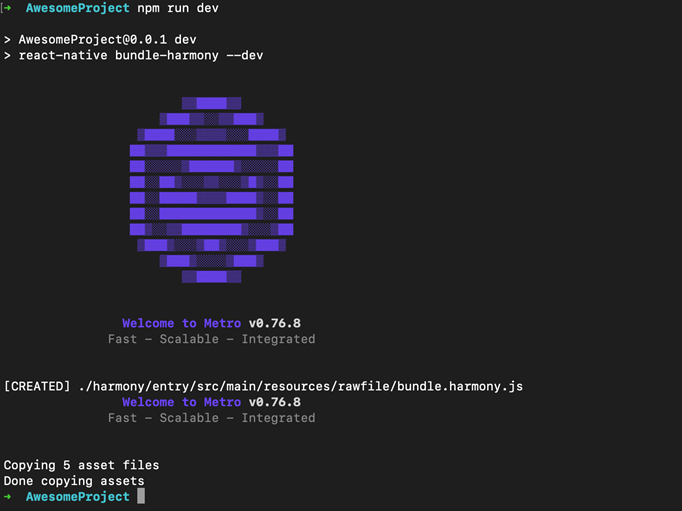 [→ AwesomeProject npm run dev
> AwesomeProject@0.0.1 dev
> react-native bundle-harmony --dev
Welcome to Metro v0.76.8
Fast - Scalable - Integrated
[CREATED] ./harmony/entry/src/main/resources/rawfile/bundle.harmony.js
Welcome to Metro v0.76.8
Fast - Scalable - Integrated
Copying 5 asset files
Done copying assets
→ AwesomeProject